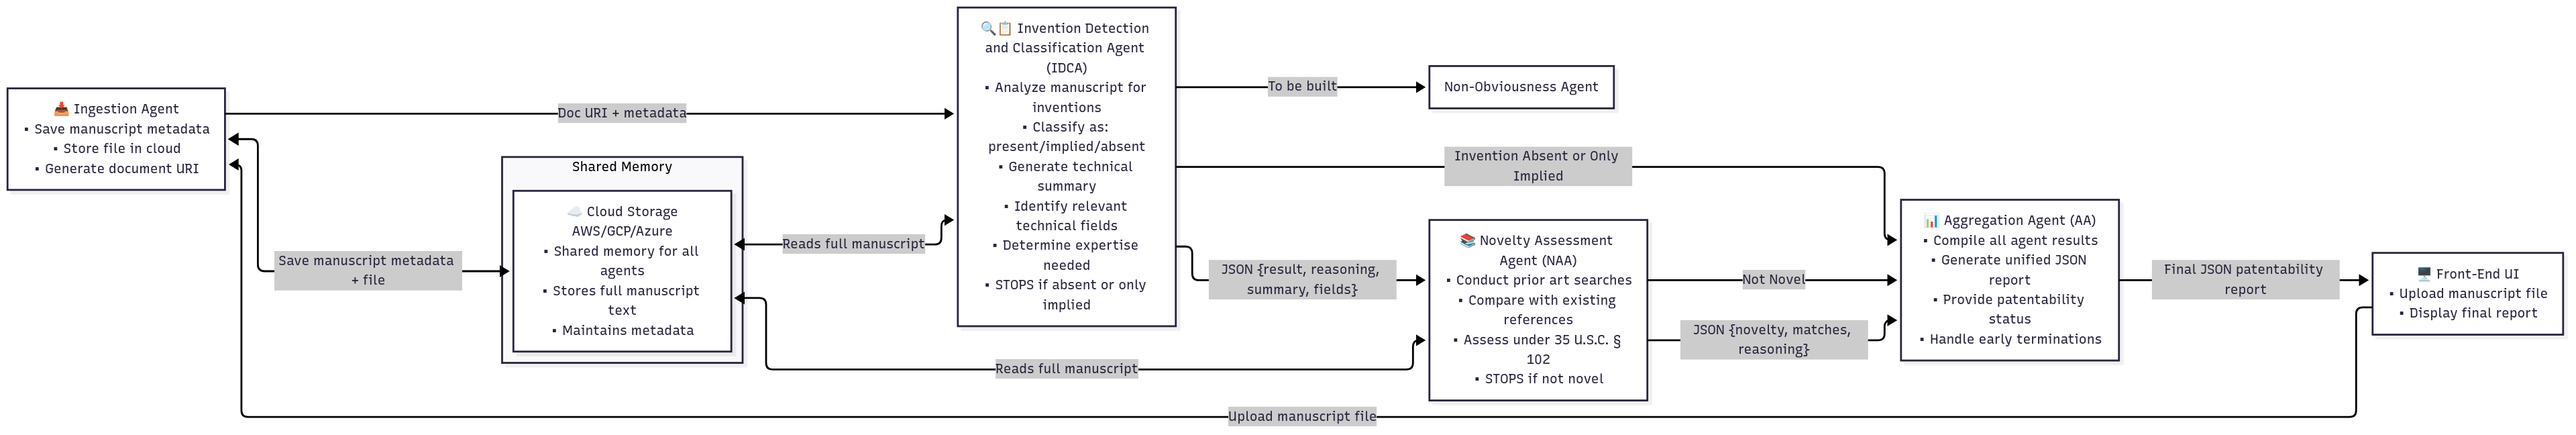 📥 Ingestion Agent
▪ Save manuscript metadata
▪ Store file in cloud
▪ Generate document URI
Doc URI + metadata
Save manuscript metadata
+ file
Shared Memory
☁️ Cloud Storage
AWS/GCP/Azure
▪ Shared memory for all
agents
▪ Stores full manuscript
text
▪ Maintains metadata
Reads full manuscript
Reads full manuscript
🔍📋 Invention Detection
and Classification Agent
(IDCA)
▪ Analyze manuscript for
inventions
▪ Classify as:
present/implied/absent
▪ Generate technical
summary
▪ Identify relevant
technical fields
▪ Determine expertise
needed
▪ STOPS if absent or only
implied
To be built
Non-Obviousness Agent
Invention Absent or Only
Implied
JSON {result, reasoning,
summary, fields}
📚 Novelty Assessment
Agent (NAA)
▪ Conduct prior art searches
▪ Compare with existing
references
▪ Assess under 35 U.S.C. §
102
▪ STOPS if not novel
Not Novel
JSON {novelty, matches,
reasoning}
📊 Aggregation Agent (AA)
▪ Compile all agent results
▪ Generate unified JSON
report
▪ Provide patentability
status
▪ Handle early terminations
Final JSON patentability
report
🖥️ Front-End UI
▪ Upload manuscript file
▪ Display final report
Upload manuscript file